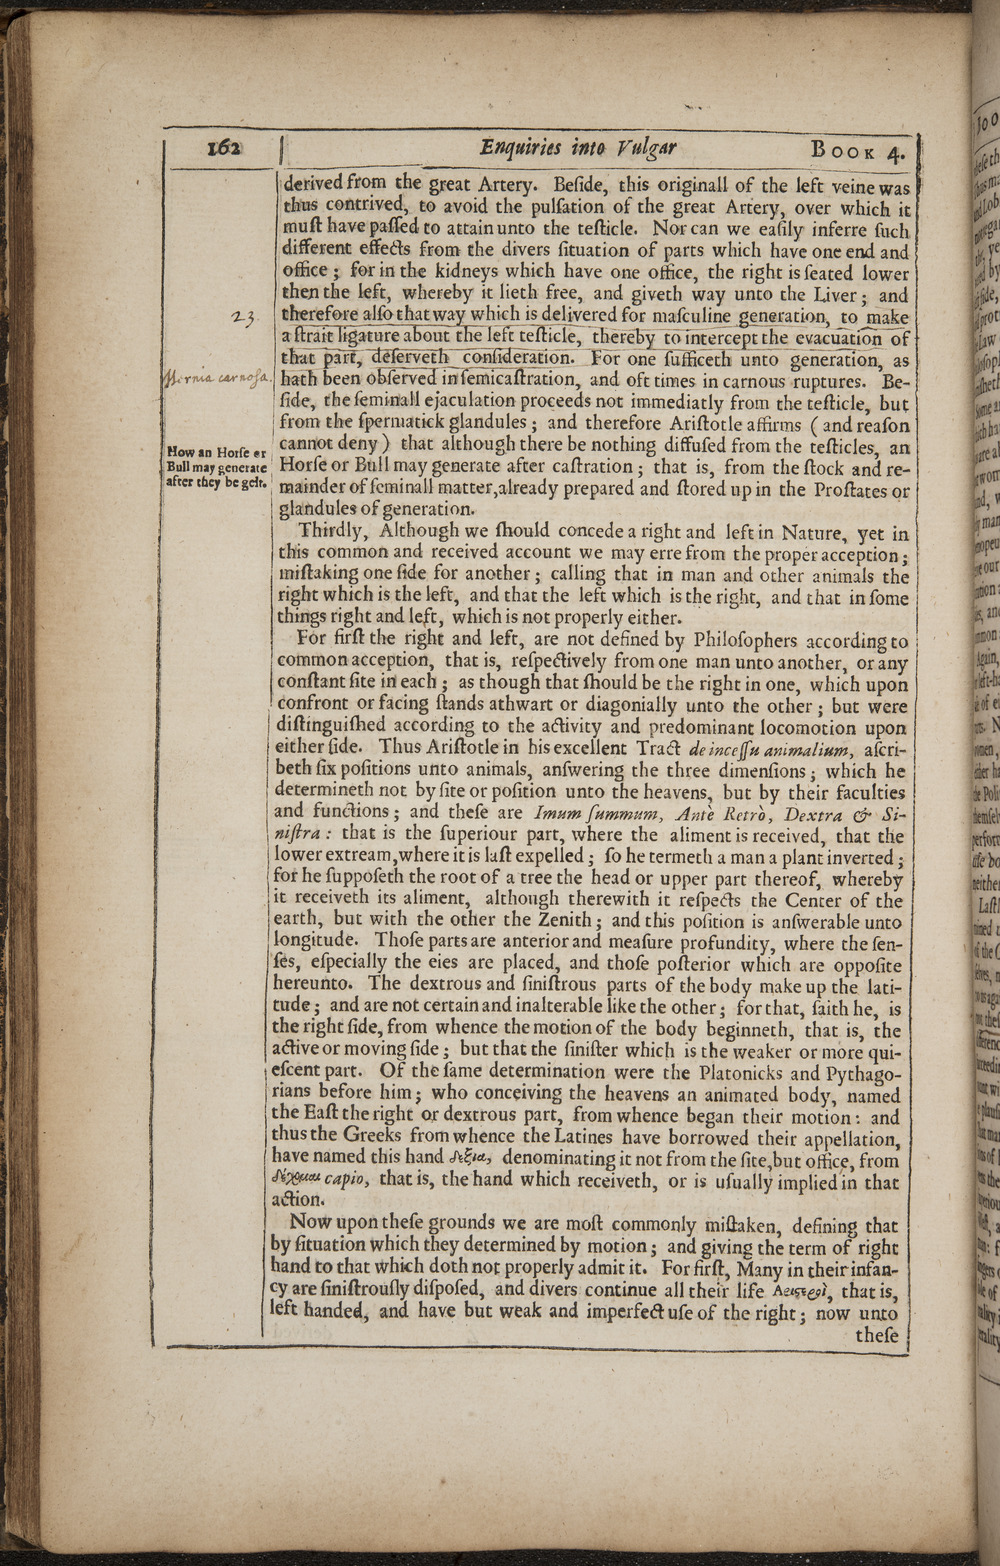 162
Enquiries into Vulgar
Book 4.
derived from the great Artery. Beſide, this originall of the left veine was
thus contrived, to avoid the pulſation of the great Artery, over which it
muſt have paſſed to attain unto the teſticle. Nor can we eaſily inferre ſuch
different effects from the divers ſituation of parts which have one end and
office; for in the kidneys which have one office, the right is ſeated lower
then the left, whereby it lieth free, and giveth way unto the Liver; and
23
therefore alſo that way which is delivered for maſculine generation, to make
a ſtrait ligature about the left teſticle, thereby to intercept the evacuation of
that part, deſerveth conſideration. For one ſufficeth unto generation, as
Hernia carnosa.
hath been obſerved in ſemicaſtration, and oft times in carnous ruptures. Be-
ſide, the ſeminall ejaculation proceeds not immediatly from the teſticle, but
from the ſpermatick glandules; and therefore Ariſtotle affirms (and reaſon
cannot deny) that although there be nothing diffuſed from the teſticles, an
How an Horſe or
Bull may generate
after they be gelt.
Horſe or Bull may generate after caſtration; that is, from the ſtock and re-
mainder of ſeminall matter, already prepared and ſtored up in the Proſtates or
glandules of generation.
Thirdly, Although we ſhould concede a right and left in Nature, yet in
this common and received account we may erre from the proper acception;
miſtaking one ſide for another; calling that in man and other animals the
right which is the left, and that the left which is the right, and that in ſome
things right and left, which is not properly either.
For firſt the right and left, are not defined by Philoſophers according to
common acception, that is, reſpectively from one man unto another, or any
conſtant ſite in each; as though that ſhould be the right in one, which upon
confront or facing ſtands athwart or diagonially unto the other; but were
diſtinguiſhed according to the activity and predominant locomotion upon
either ſide. Thus Ariſtotle in his excellent Tract de inceſſu animalium, aſcri-
beth ſix poſitions unto animals, anſwering the three dimenſions; which he
determineth not by ſite or poſition unto the heavens, but by their faculties
and functions; and theſe are Imum ſummum, Ante Retrò, Dextra & Si-
niſtra: that is the ſuperiour part, where the aliment is received, that the
lower extream, where it is laſt expelled; ſo he termeth a man a plant inverted;
for he ſuppoſeth the root of a tree the head or upper part thereof, whereby
it receiveth its aliment, although therewith it reſpects the Center of the
earth, but with the other the Zenith; and this poſition is anſwerable unto
longitude. Thoſe parts are anterior and meaſure profundity, where the ſen-
ſes, eſpecially the eies are placed, and thoſe poſterior which are oppoſite
hereunto. The dextrous and ſiniſtrous parts of the body make up the lati-
tude; and are not certain and inalterable like the other; for that, ſaith he, is
the right ſide, from whence the motion of the body beginneth, that is, the
active or moving ſide; but that the ſiniſter which is the weaker or more qui-
eſcent part. Of the ſame determination were the Platonicks and Pythago-
rians before him; who conceiving the heavens an animated body, named
the Eaſt the right or dextrous part, from whence began their motion: and
thus the Greeks from whence the Latines have borrowed their appellation,
have named this hand δεξιὰ, denominating it not from the ſite, but office, from
δέχομαι capio, that is, the hand which receiveth, or is uſually implied in that
action.
Now upon theſe grounds we are moſt commonly miſtaken, defining that
by ſituation which they determined by motion; and giving the term of right
hand to that which doth not properly admit it. For firſt, Many in their infan-
cy are ſiniſtrouſly diſpoſed, and divers continue all their life Ἀριστεροὶ, that is,
left handed, and have but weak and imperfect uſe of the right; now unto
theſe